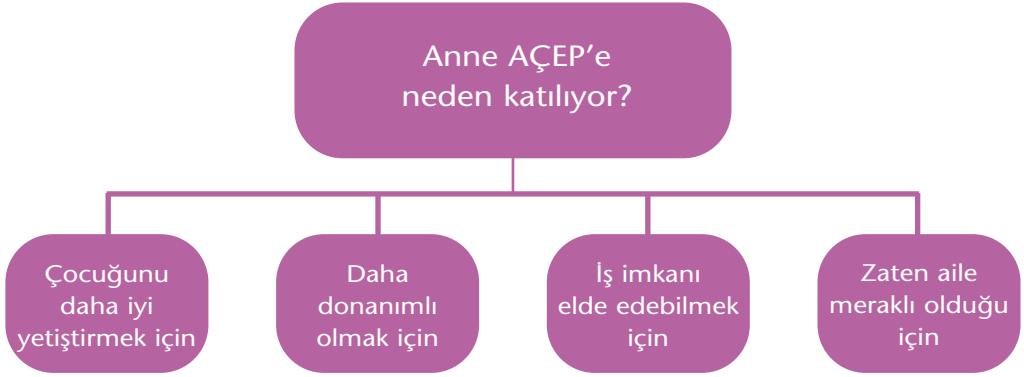 Anne AÇEP’e
neden katılıyor?
Çocuğunu
daha iyi
yetiştirmek için
Daha
donanımlı
olmak için
İş imkanı
elde edebilmek
için
Zaten aile
meraklı olduğu
için